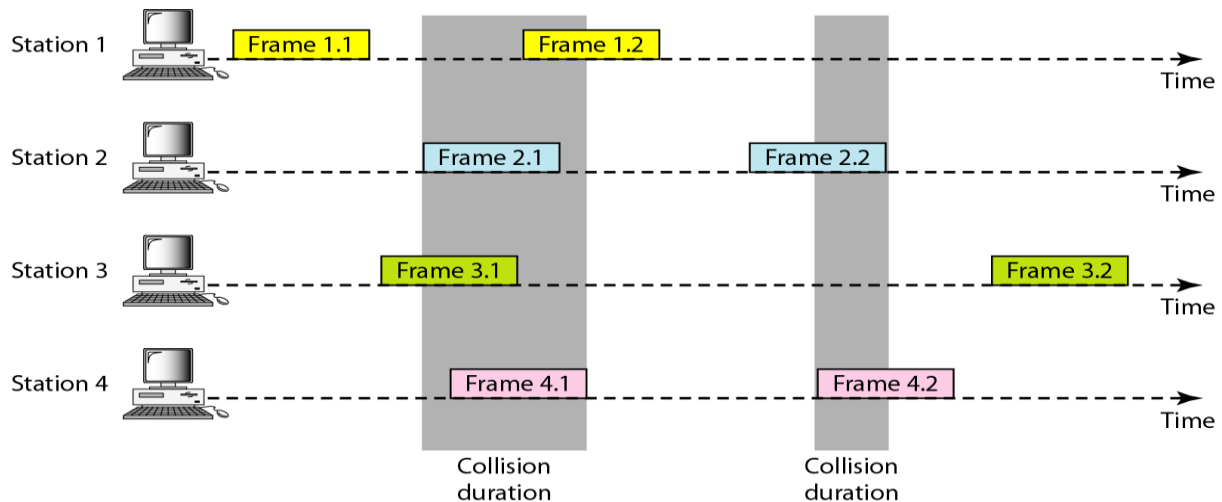 Station 1
Frame 1.1
Frame 1.2
Time
Station 2
Frame 2.1
Frame 2.2
Time
Station 3
Frame 3.1
Frame 3.2
Time
Station 4
Frame 4.1
Frame 4.2
Time
Collision
duration
Collision
duration